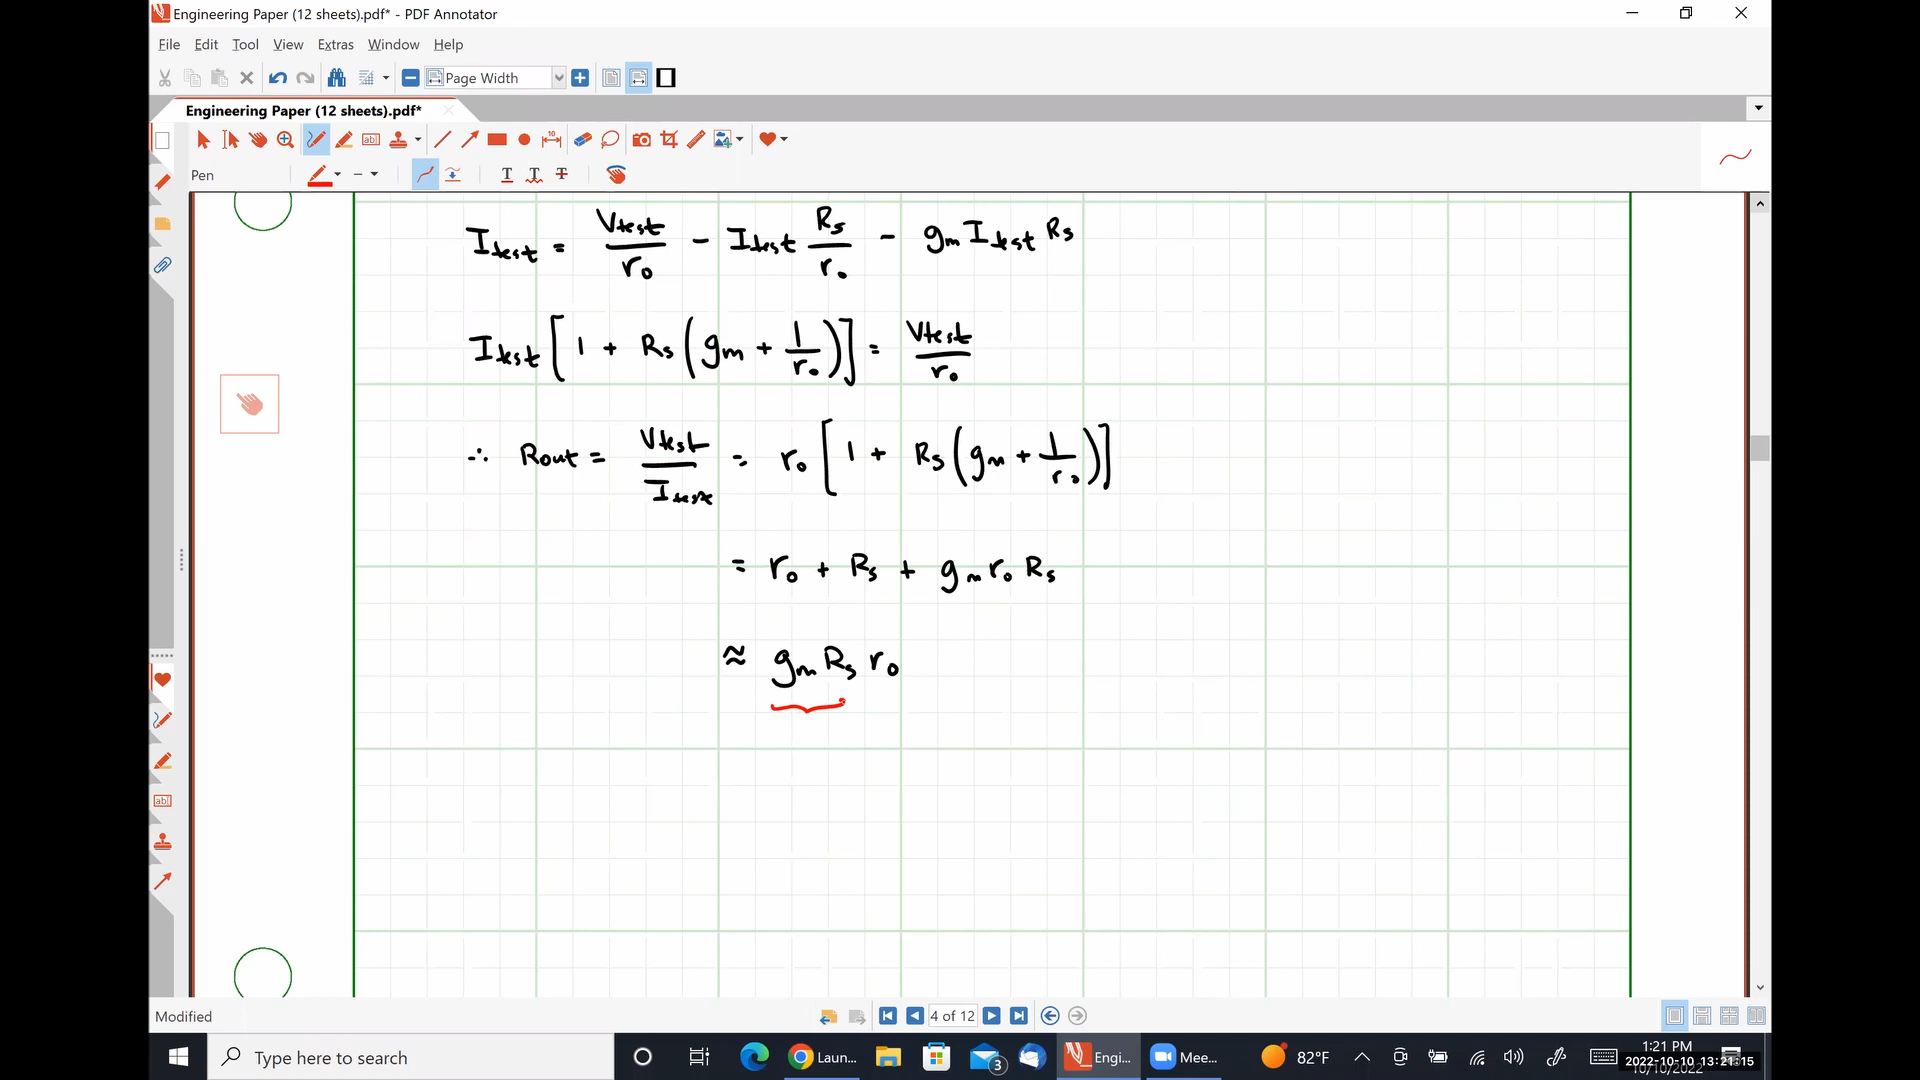 Engineering Paper (12 sheets).pdf* - PDF Annotator
File Edit Tool View Extras Window Help
Page Width
Engineering Paper (12 sheets).pdf*
Pen
Itest = Vtest/ro - Itest Rs/ro - gm Itest Rs
Itest [1 + Rs (gm + 1/ro)] = Vtest/ro
∴ Rout = Vtest/Itest = ro [1 + Rs (gm + 1/ro)]
= ro + Rs + gm ro Rs
≈ gm Rs ro
Modified
4 of 12
Type here to search
Laun...
3
Engi...
Mee...
82°F
1:21 PM
2022-10-10 13:21:15
10/10/2022